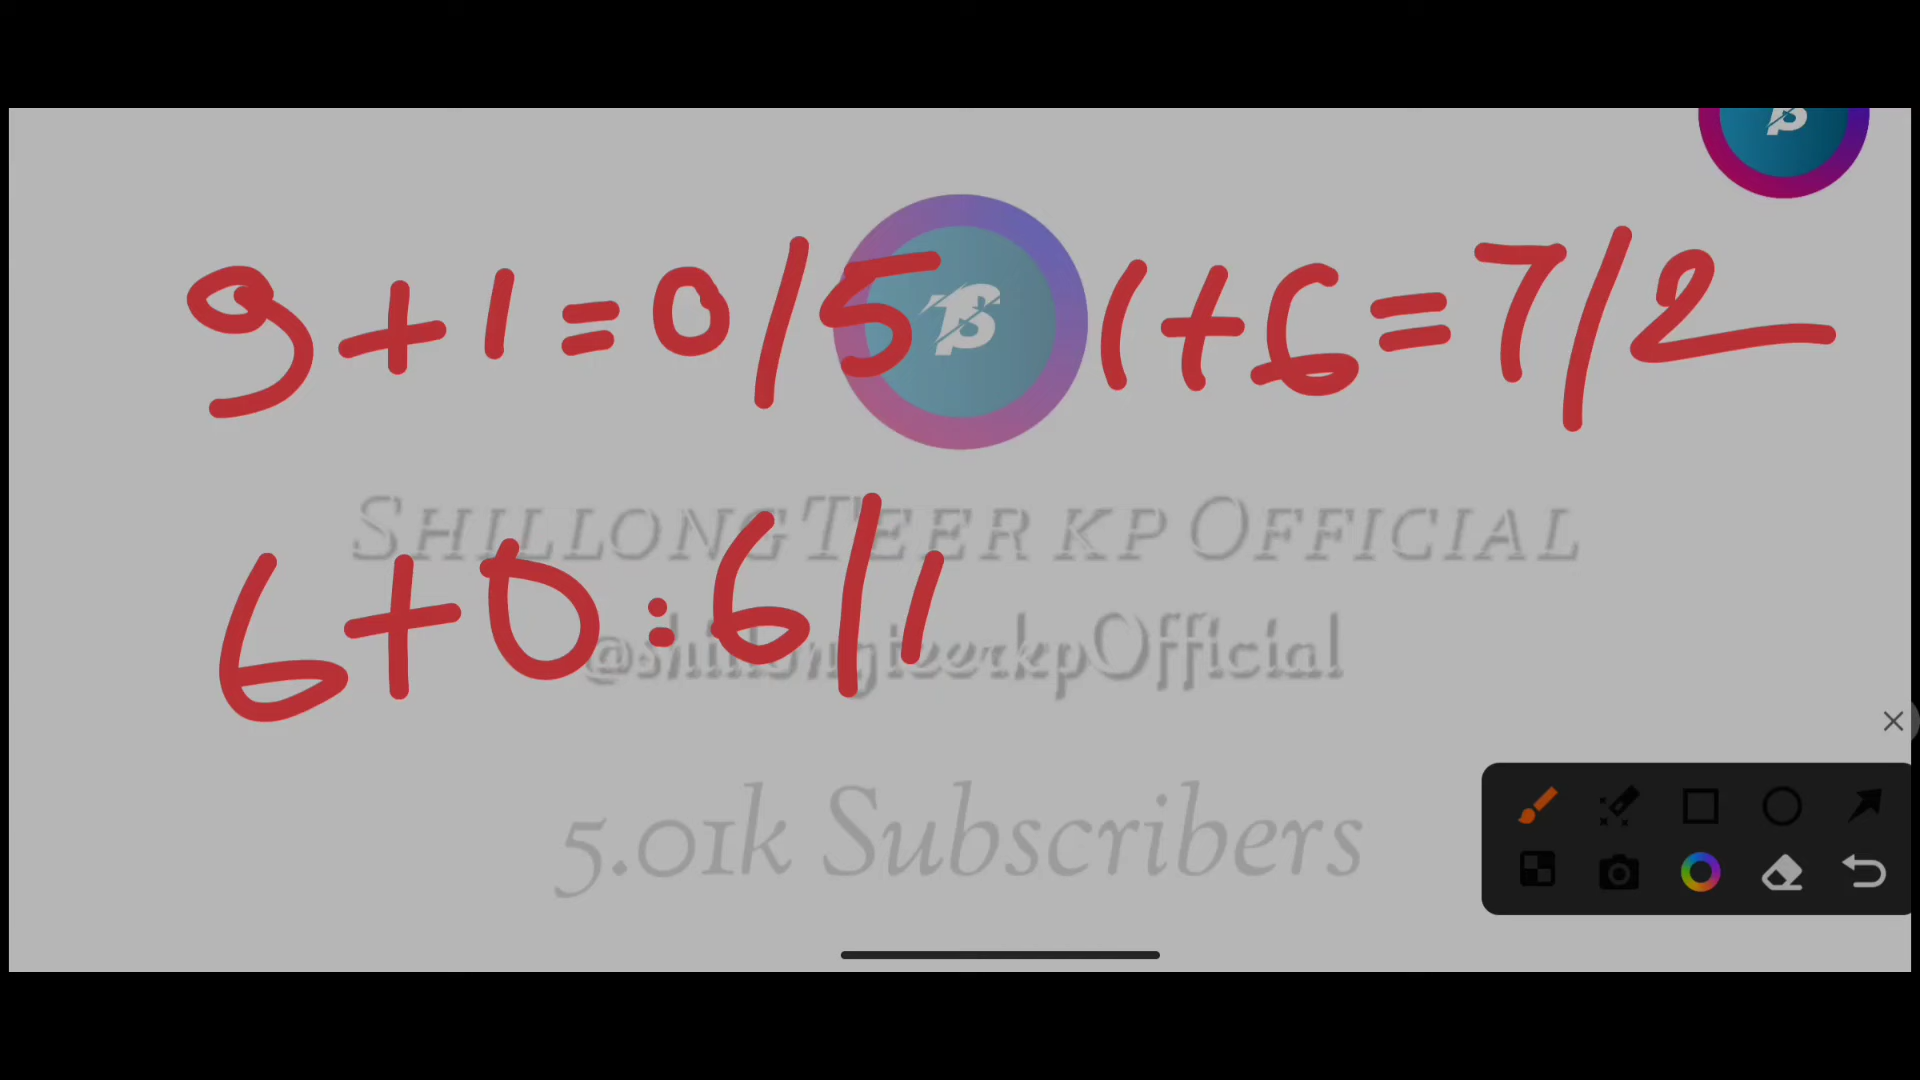 9+1=0/5 1+6=7/2
Shillong Teer kp Official
6+0:6/1
@shillongteerkpOfficial
5.01k Subscribers